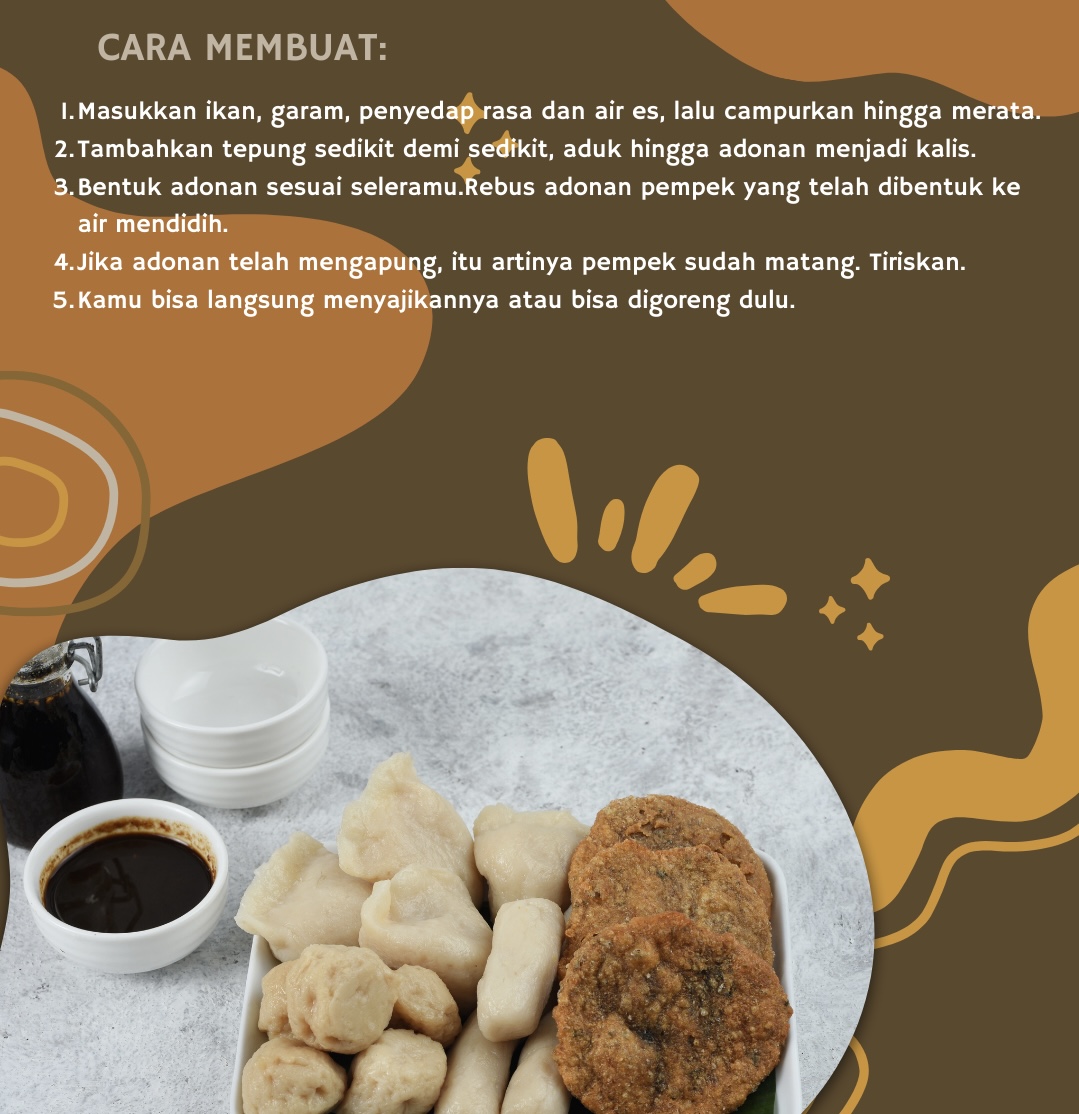 CARA MEMBUAT:
1.Masukkan ikan, garam, penyedap rasa dan air es, lalu campurkan hingga merata.
2.Tambahkan tepung sedikit demi sedikit, aduk hingga adonan menjadi kalis.
3.Bentuk adonan sesuai seleramu.Rebus adonan pempek yang telah dibentuk ke
air mendidih.
4.Jika adonan telah mengapung, itu artinya pempek sudah matang. Tiriskan.
5.Kamu bisa langsung menyajikannya atau bisa digoreng dulu.